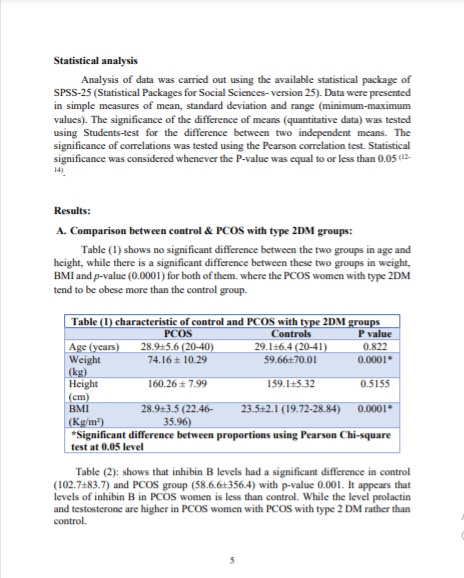 Statistical analysis
Analysis of data was carried out using the available statistical package of
SPSS-25 (Statistical Packages for Social Sciences- version 25). Data were presented
in simple measures of mean, standard deviation and range (minimum-maximum
values). The significance of the difference of means (quantitative data) was tested
using Students-test for the difference between two independent means. The
significance of correlations was tested using the Pearson correlation test. Statistical
significance was considered whenever the P-value was equal to or less than 0.05 (12-
14)
Results:
A. Comparison between control & PCOS with type 2DM groups:
Table (1) shows no significant difference between the two groups in age and
height, while there is a significant difference between these two groups in weight,
BMI and p-value (0.0001) for both of them. where the PCOS women with type 2DM
tend to be obese more than the control group.
Table (1) characteristic of control and PCOS with type 2DM groups
PCOS Controls P value
Age (years) 28.9±5.6 (20-40) 29.1±6.4 (20-41) 0.822
Weight 74.16 ± 10.29 59.66±70.01 0.0001*
(kg)
Height 160.26 ± 7.99 159.1±5.32 0.5155
(cm)
BMI 28.9±3.5 (22.46- 23.5±2.1 (19.72-28.84) 0.0001*
(Kg/m²) 35.96)
*Significant difference between proportions using Pearson Chi-square
test at 0.05 level
Table (2): shows that inhibin B levels had a significant difference in control
(102.7±83.7) and PCOS group (58.6.6±356.4) with p-value 0.001. It appears that
levels of inhibin B in PCOS women is less than control. While the level prolactin
and testosterone are higher in PCOS women with PCOS with type 2 DM rather than
control.
5